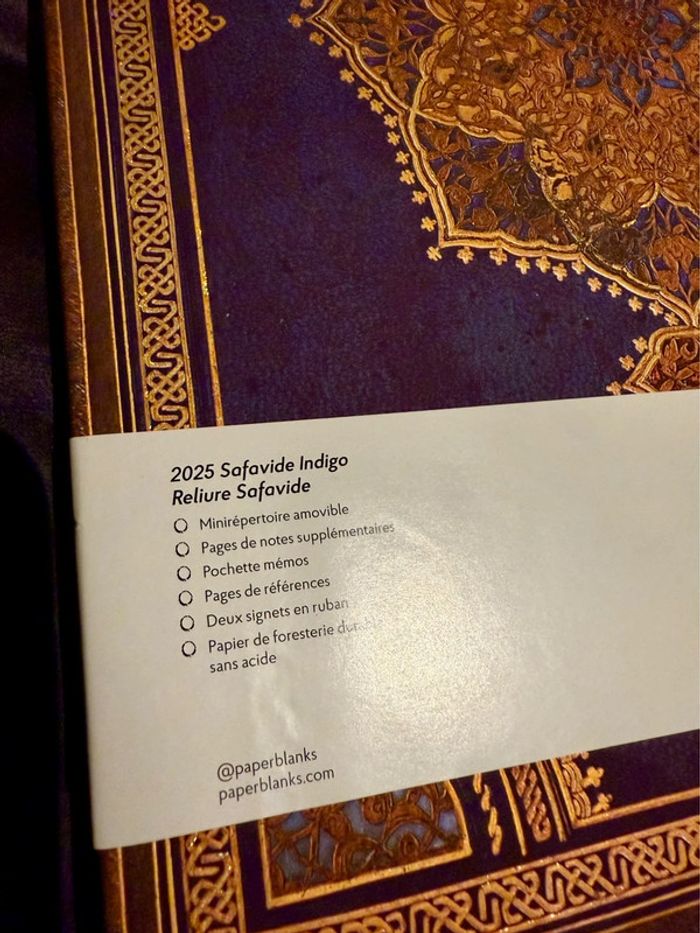 2025 Safavide Indigo
Reliure Safavide
Minirépertoire amovible
Pages de notes supplémentaires
Pochette mémos
Pages de références
Deux signets en ruban
Papier de foresterie durable
sans acide
@paperblanks
paperblanks.com